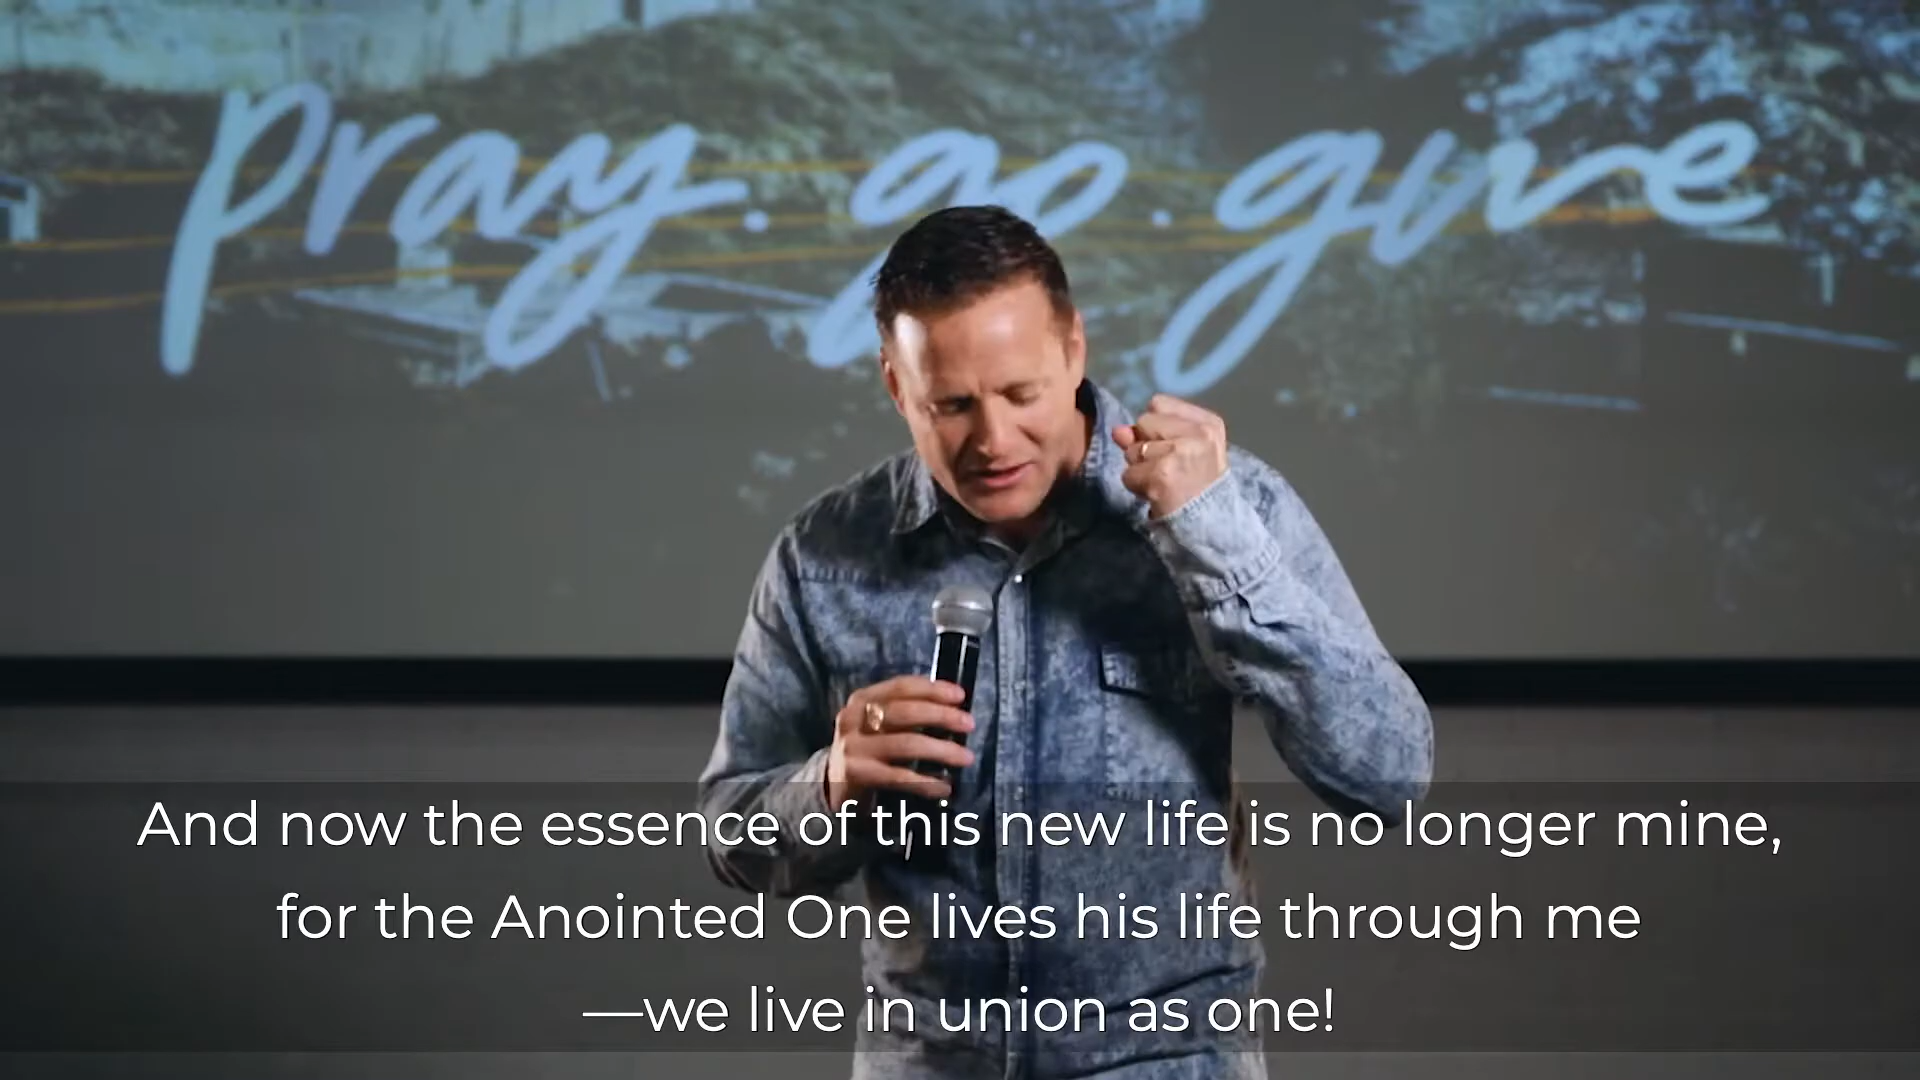 pray. go. give
And now the essence of this new life is no longer mine,
for the Anointed One lives his life through me
—we live in union as one!